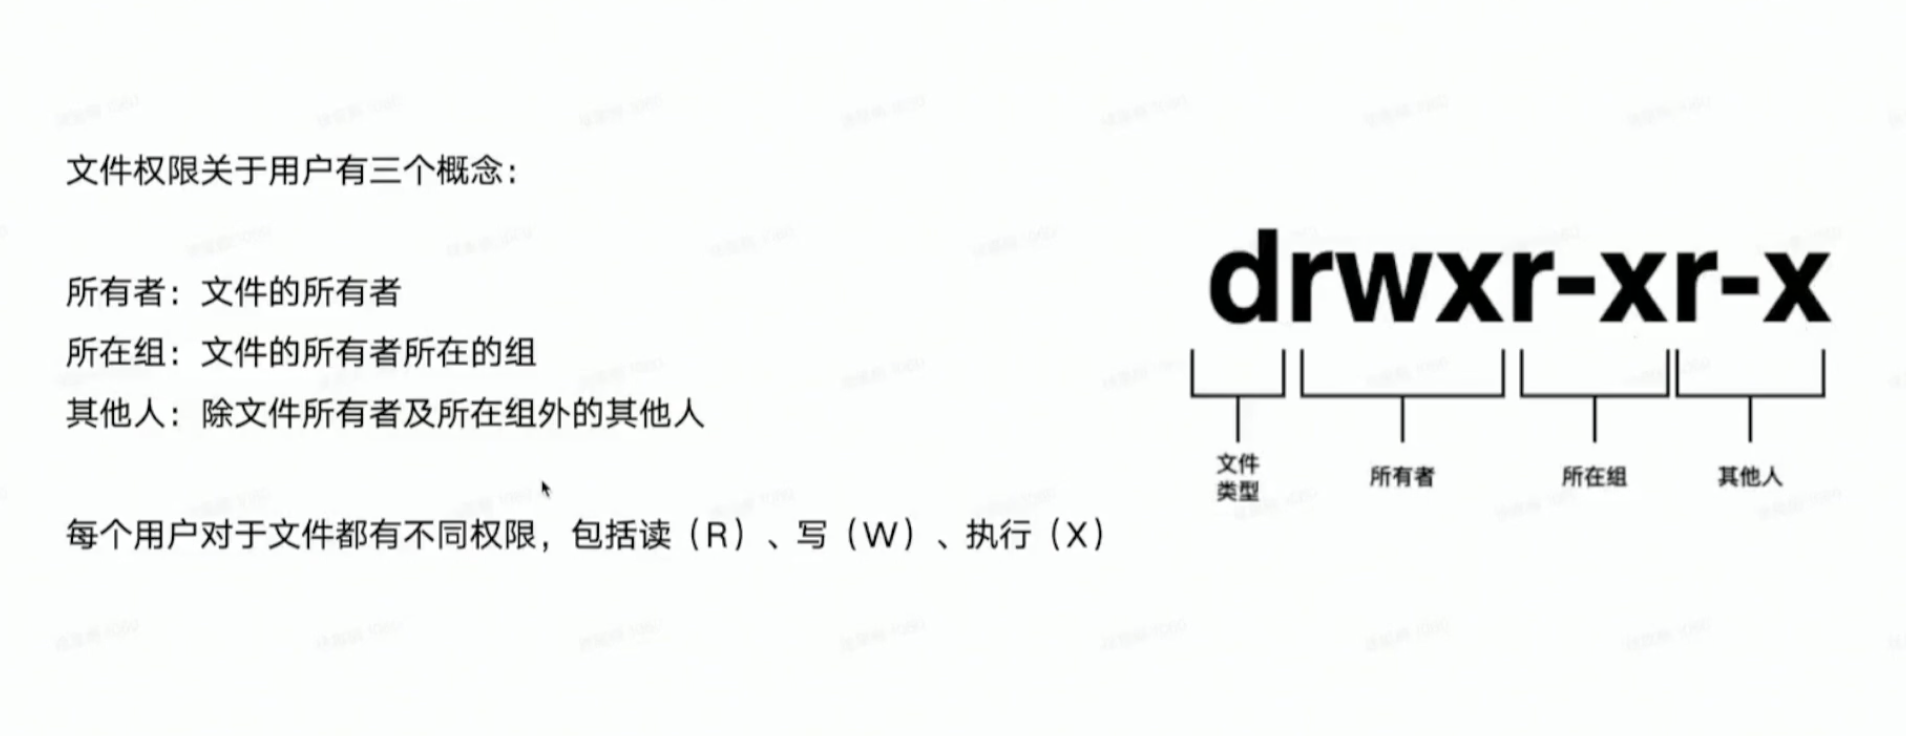 文件权限关于用户有三个概念：
所有者：文件的所有者
所在组：文件的所有者所在的组
其他人：除文件所有者及所在组外的其他人
每个用户对于文件都有不同权限，包括读（R）、写（W）、执行（X）
drwxr-xr-x
文件
类型
所有者
所在组
其他人